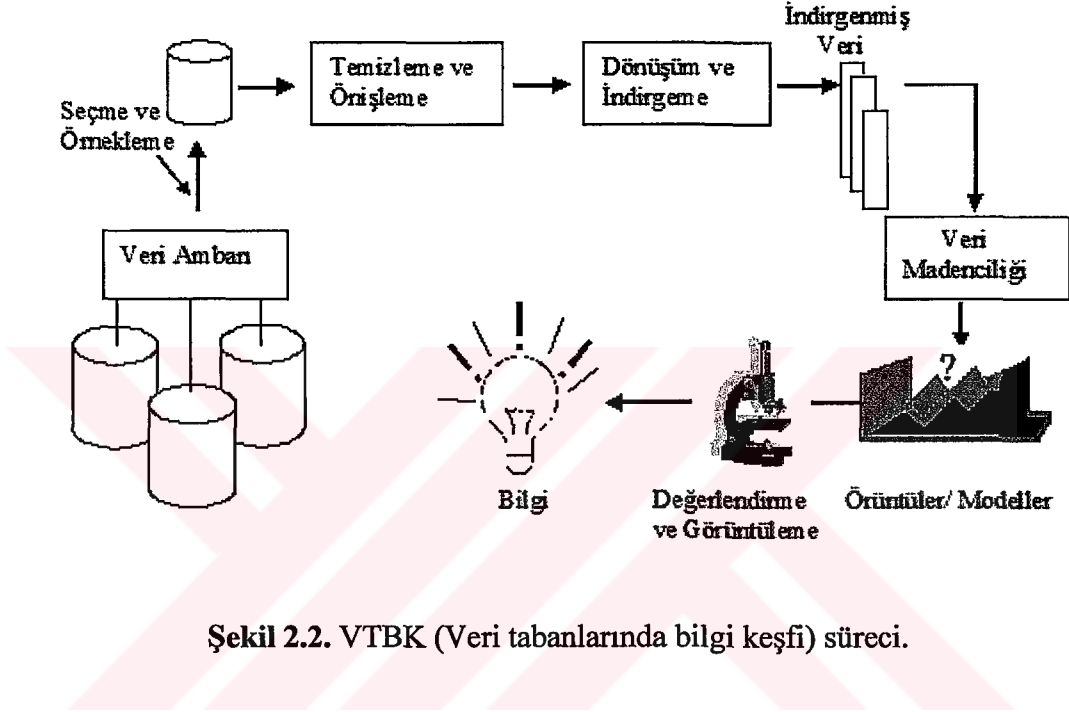 İndirgenmiş
Veri
Temizleme ve
Önişleme
Dönüşüm ve
İndirgeme
Seçme ve
Örnekleme
Veri Ambarı
Veri
Madenciliği
?
Bilgi
Değerlendirme
ve Görüntüleme
Örüntüler/ Modeller
Şekil 2.2. VTBK (Veri tabanlarında bilgi keşfi) süreci.